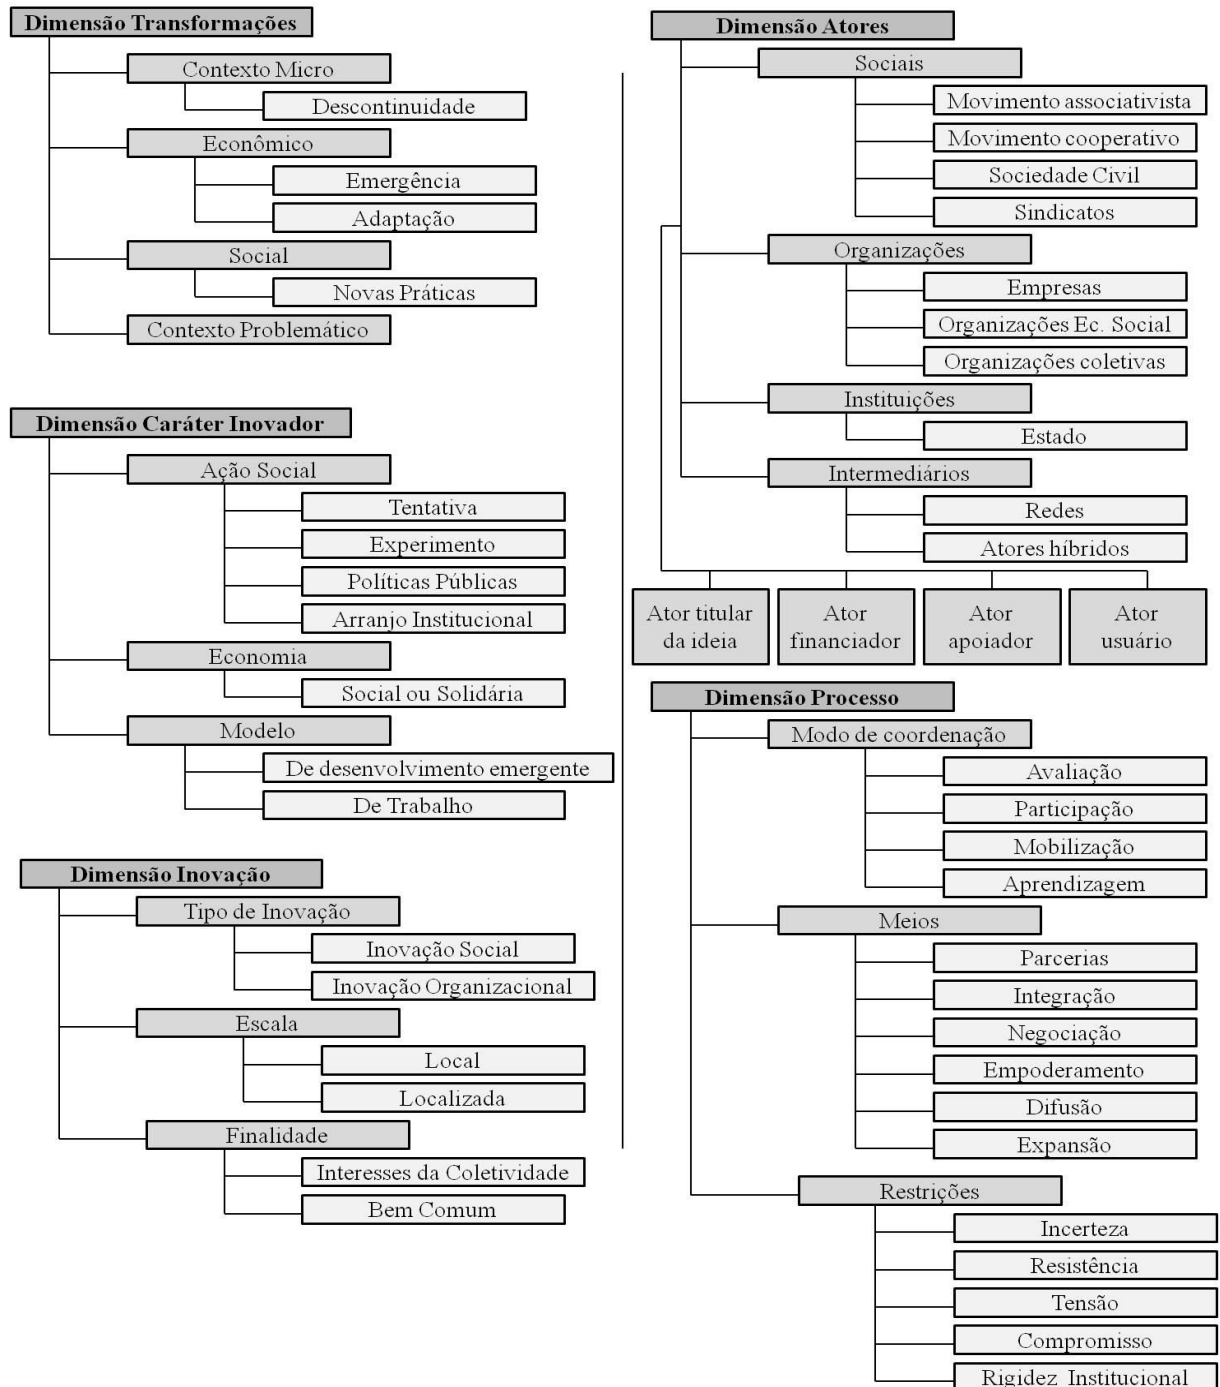 Dimensão Transformações
Contexto Micro
Descontinuidade
Econômico
Emergência
Adaptação
Social
Novas Práticas
Contexto Problemático
Dimensão Caráter Inovador
Ação Social
Tentativa
Experimento
Políticas Públicas
Arranjo Institucional
Economia
Social ou Solidária
Modelo
De desenvolvimento emergente
De Trabalho
Dimensão Inovação
Tipo de Inovação
Inovação Social
Inovação Organizacional
Escala
Local
Localizada
Finalidade
Interesses da Coletividade
Bem Comum
Dimensão Atores
Sociais
Movimento associativista
Movimento cooperativo
Sociedade Civil
Sindicatos
Organizações
Empresas
Organizações Ec. Social
Organizações coletivas
Instituições
Estado
Intermediários
Redes
Atores híbridos
Ator titular
da ideia
Ator
financiador
Ator
apoiador
Ator
usuário
Dimensão Processo
Modo de coordenação
Avaliação
Participação
Mobilização
Aprendizagem
Meios
Parcerias
Integração
Negociação
Empoderamento
Difusão
Expansão
Restrições
Incerteza
Resistência
Tensão
Compromisso
Rigidez Institucional